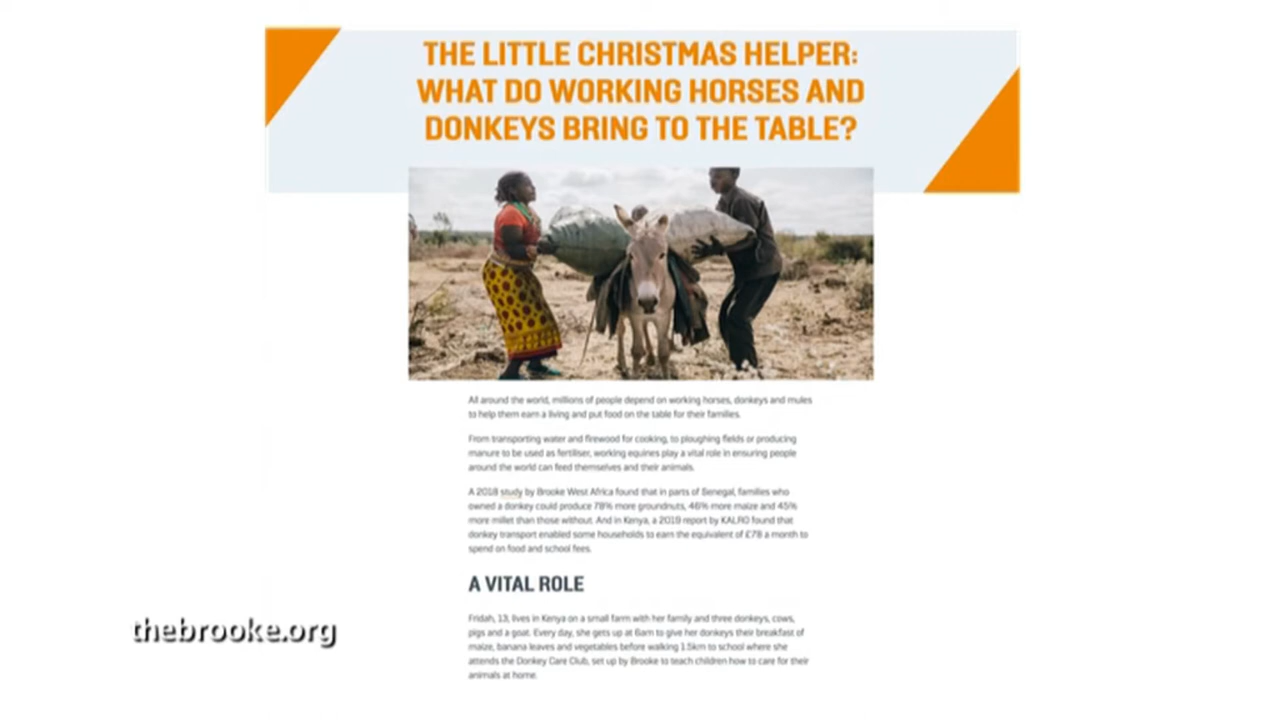 THE LITTLE CHRISTMAS HELPER:
WHAT DO WORKING HORSES AND
DONKEYS BRING TO THE TABLE?
All around the world, millions of people depend on working horses, donkeys and mules
to help them earn a living and put food on the table for their families.
From transporting water and firewood for cooking, to ploughing fields or producing
manure to be used as fertiliser, working equines play a vital role in ensuring people
around the world can feed themselves and their animals.
A 2018 study by Brooke West Africa found that in parts of Senegal, families who
owned a donkey could produce 78% more groundnuts, 46% more maize and 45%
more millet than those without. And in Kenya, a 2019 report by KALRO found that
donkey transport enabled some households to earn the equivalent of £78 a month to
spend on food and school fees.
A VITAL ROLE
Fridah, 13, lives in Kenya on a small farm with her family and three donkeys, cows,
pigs and a goat. Every day, she gets up at 6am to give her donkeys their breakfast of
maize, banana leaves and vegetables before walking 1.5km to school where she
attends the Donkey Care Club, set up by Brooke to teach children how to care for their
animals at home.
thebrooke.org